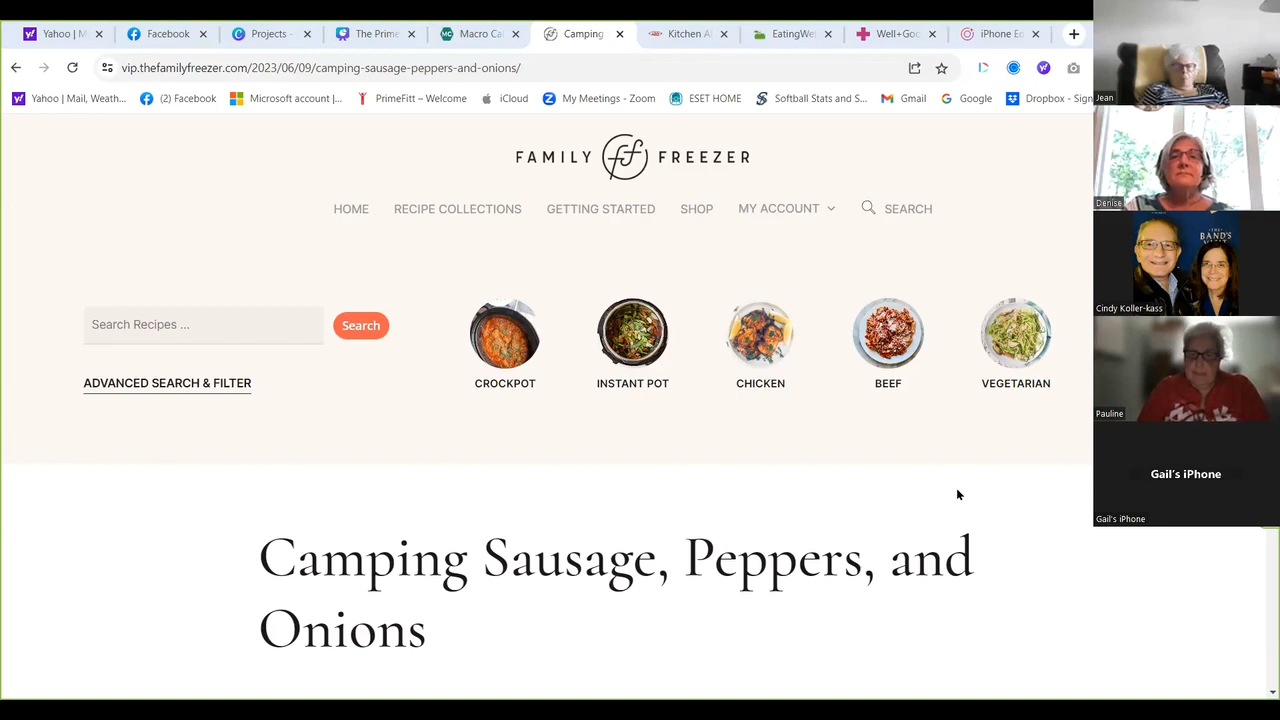 Yahoo | M
Facebook
Projects -
The Prime
Macro Ca
Camping
Kitchen A
EatingWe
Well+Goo
iPhone Ec
vip.thefamilyfreezer.com/2023/06/09/camping-sausage-peppers-and-onions/
Yahoo | Mail, Weath...
(2) Facebook
Microsoft account |...
PrimaFitt – Welcome
iCloud
My Meetings - Zoom
ESET HOME
Softball Stats and S...
Gmail
Google
Dropbox - Sign
FAMILY FREEZER
HOME
RECIPE COLLECTIONS
GETTING STARTED
SHOP
MY ACCOUNT
SEARCH
Search Recipes ...
Search
ADVANCED SEARCH & FILTER
CROCKPOT
INSTANT POT
CHICKEN
BEEF
VEGETARIAN
Camping Sausage, Peppers, and
Onions
Jean
Denise
THE
BAND'S
Cindy Koller-kass
Pauline
Gail's iPhone
Gail's iPhone